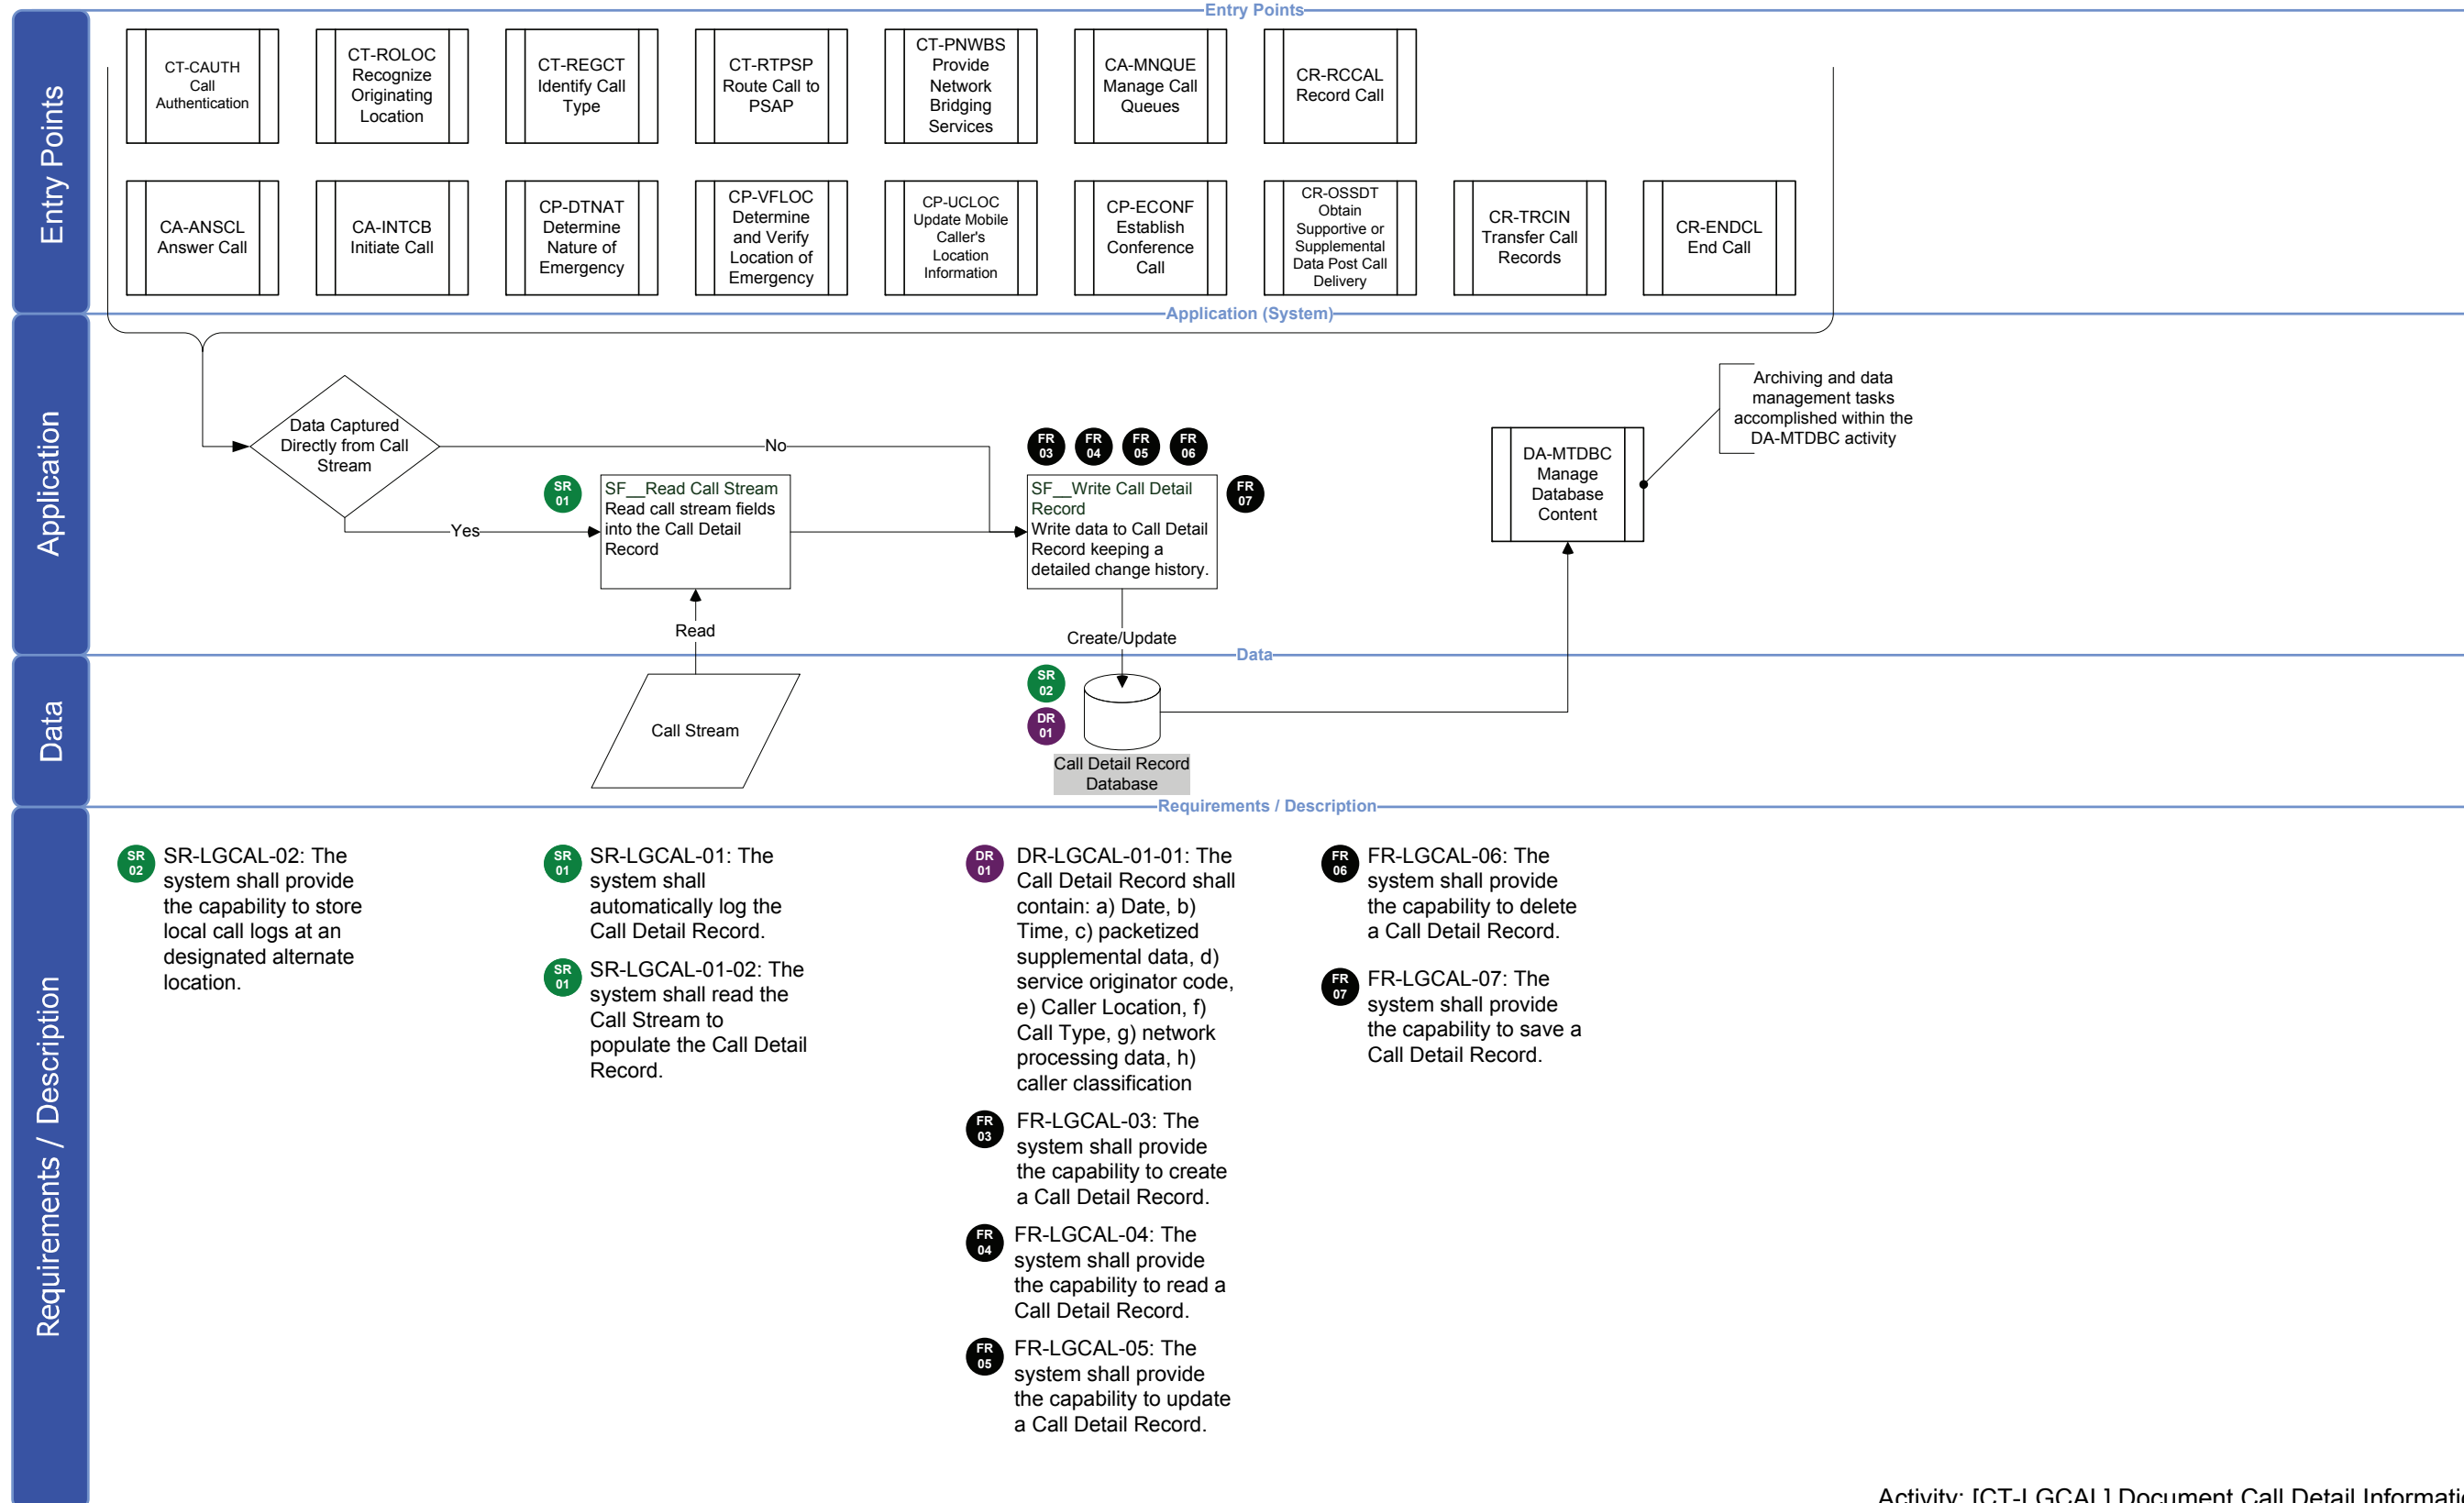 Entry Points
Entry Points
CT-CAUTH
Call
Authentication
CT-ROLOC
Recognize
Originating
Location
CT-REGCT
Identify Call
Type
CT-RTPSP
Route Call to
PSAP
CT-PNWBS
Provide
Network
Bridging
Services
CA-MNQUE
Manage Call
Queues
CR-RCCAL
Record Call
CA-ANSCL
Answer Call
CA-INTCB
Initiate Call
CP-DTNAT
Determine
Nature of
Emergency
CP-VFLOC
Determine
and Verify
Location of
Emergency
CP-UCLOC
Update Mobile
Caller's
Location
Information
CP-ECONF
Establish
Conference
Call
CR-OSSDT
Obtain
Supportive or
Supplemental
Data Post Call
Delivery
CR-TRCIN
Transfer Call
Records
CR-ENDCL
End Call
Application (System)
Application
Data Captured
Directly from Call
Stream
No
Yes
SR
01
SF__Read Call Stream
Read call stream fields
into the Call Detail
Record
FR
03
FR
04
FR
05
FR
06
FR
07
SF__Write Call Detail
Record
Write data to Call Detail
Record keeping a
detailed change history.
DA-MTDBC
Manage
Database
Content
Archiving and data
management tasks
accomplished within the
DA-MTDBC activity
Read
Create/Update
Data
Data
Call Stream
SR
02
DR
01
Call Detail Record
Database
Requirements / Description
Requirements / Description
SR
02
SR-LGCAL-02: The
system shall provide
the capability to store
local call logs at an
designated alternate
location.
SR
01
SR-LGCAL-01: The
system shall
automatically log the
Call Detail Record.
SR
01
SR-LGCAL-01-02: The
system shall read the
Call Stream to
populate the Call Detail
Record.
DR
01
DR-LGCAL-01-01: The
Call Detail Record shall
contain: a) Date, b)
Time, c) packetized
supplemental data, d)
service originator code,
e) Caller Location, f)
Call Type, g) network
processing data, h)
caller classification
FR
03
FR-LGCAL-03: The
system shall provide
the capability to create
a Call Detail Record.
FR
04
FR-LGCAL-04: The
system shall provide
the capability to read a
Call Detail Record.
FR
05
FR-LGCAL-05: The
system shall provide
the capability to update
a Call Detail Record.
FR
06
FR-LGCAL-06: The
system shall provide
the capability to delete
a Call Detail Record.
FR
07
FR-LGCAL-07: The
system shall provide
the capability to save a
Call Detail Record.
Activity: [CT-LGCAL] Document Call Detail Informatio